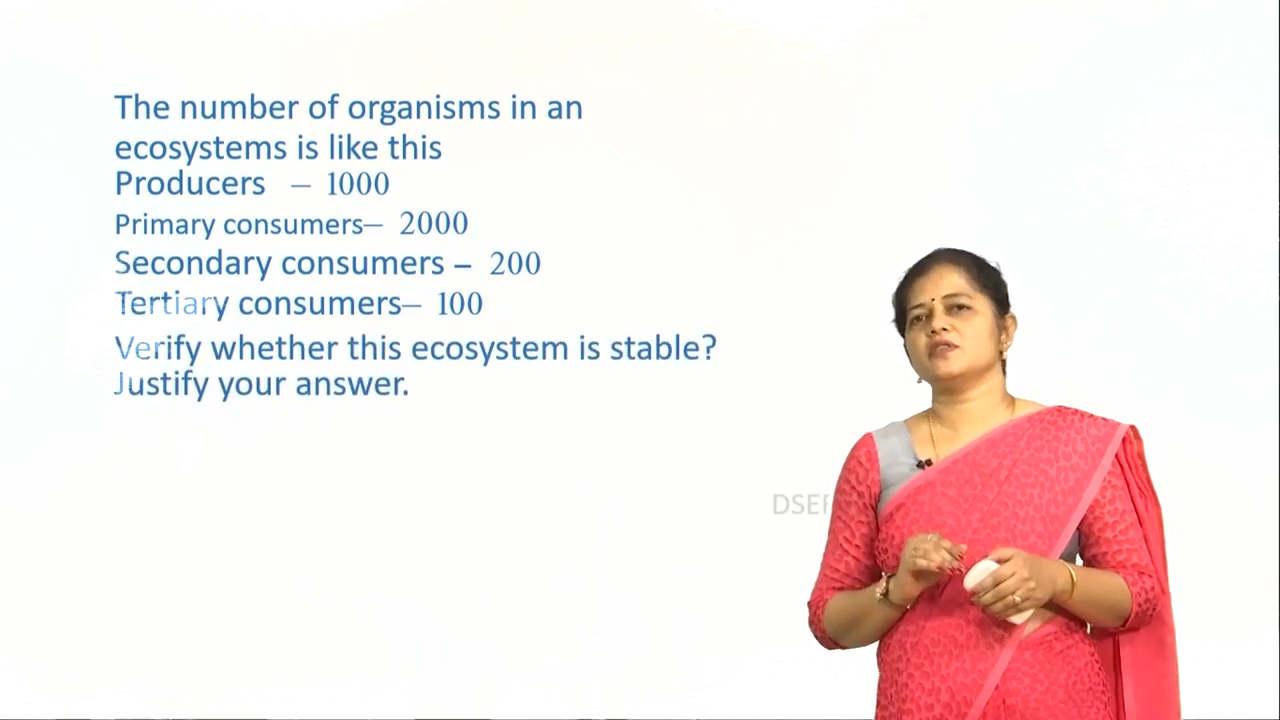 The number of organisms in an
ecosystems is like this
Producers – 1000
Primary consumers– 2000
Secondary consumers – 200
Tertiary consumers– 100
Verify whether this ecosystem is stable?
Justify your answer.